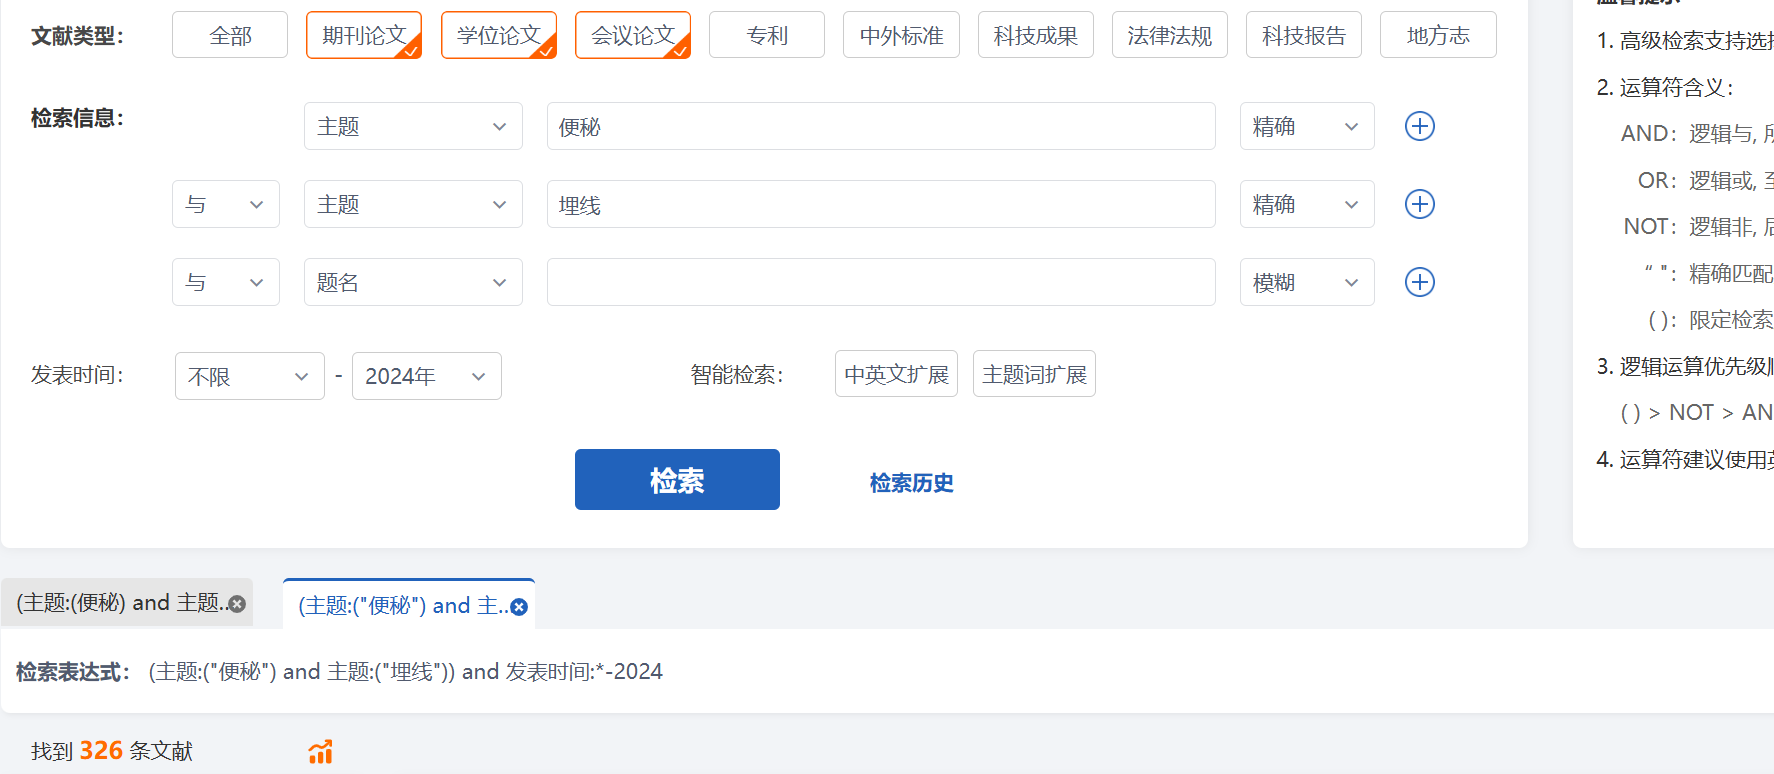 文献类型： 全部 期刊论文 学位论文 会议论文 专利 中外标准 科技成果 法律法规 科技报告 地方志
检索信息： 主题 便秘 精确
与 主题 埋线 精确
与 题名 模糊
发表时间： 不限 - 2024年 智能检索： 中英文扩展 主题词扩展
检索 检索历史
1. 高级检索支持选
2. 运算符含义：
AND： 逻辑与,
OR： 逻辑或,
NOT： 逻辑非,
“ "： 精确匹配
( )： 限定检索
3. 逻辑运算优先级
( ) > NOT > AN
4. 运算符建议使用
(主题:(便秘) and 主题.. (主题:("便秘") and 主..
检索表达式： (主题:("便秘") and 主题:("埋线")) and 发表时间:*-2024
找到 326 条文献